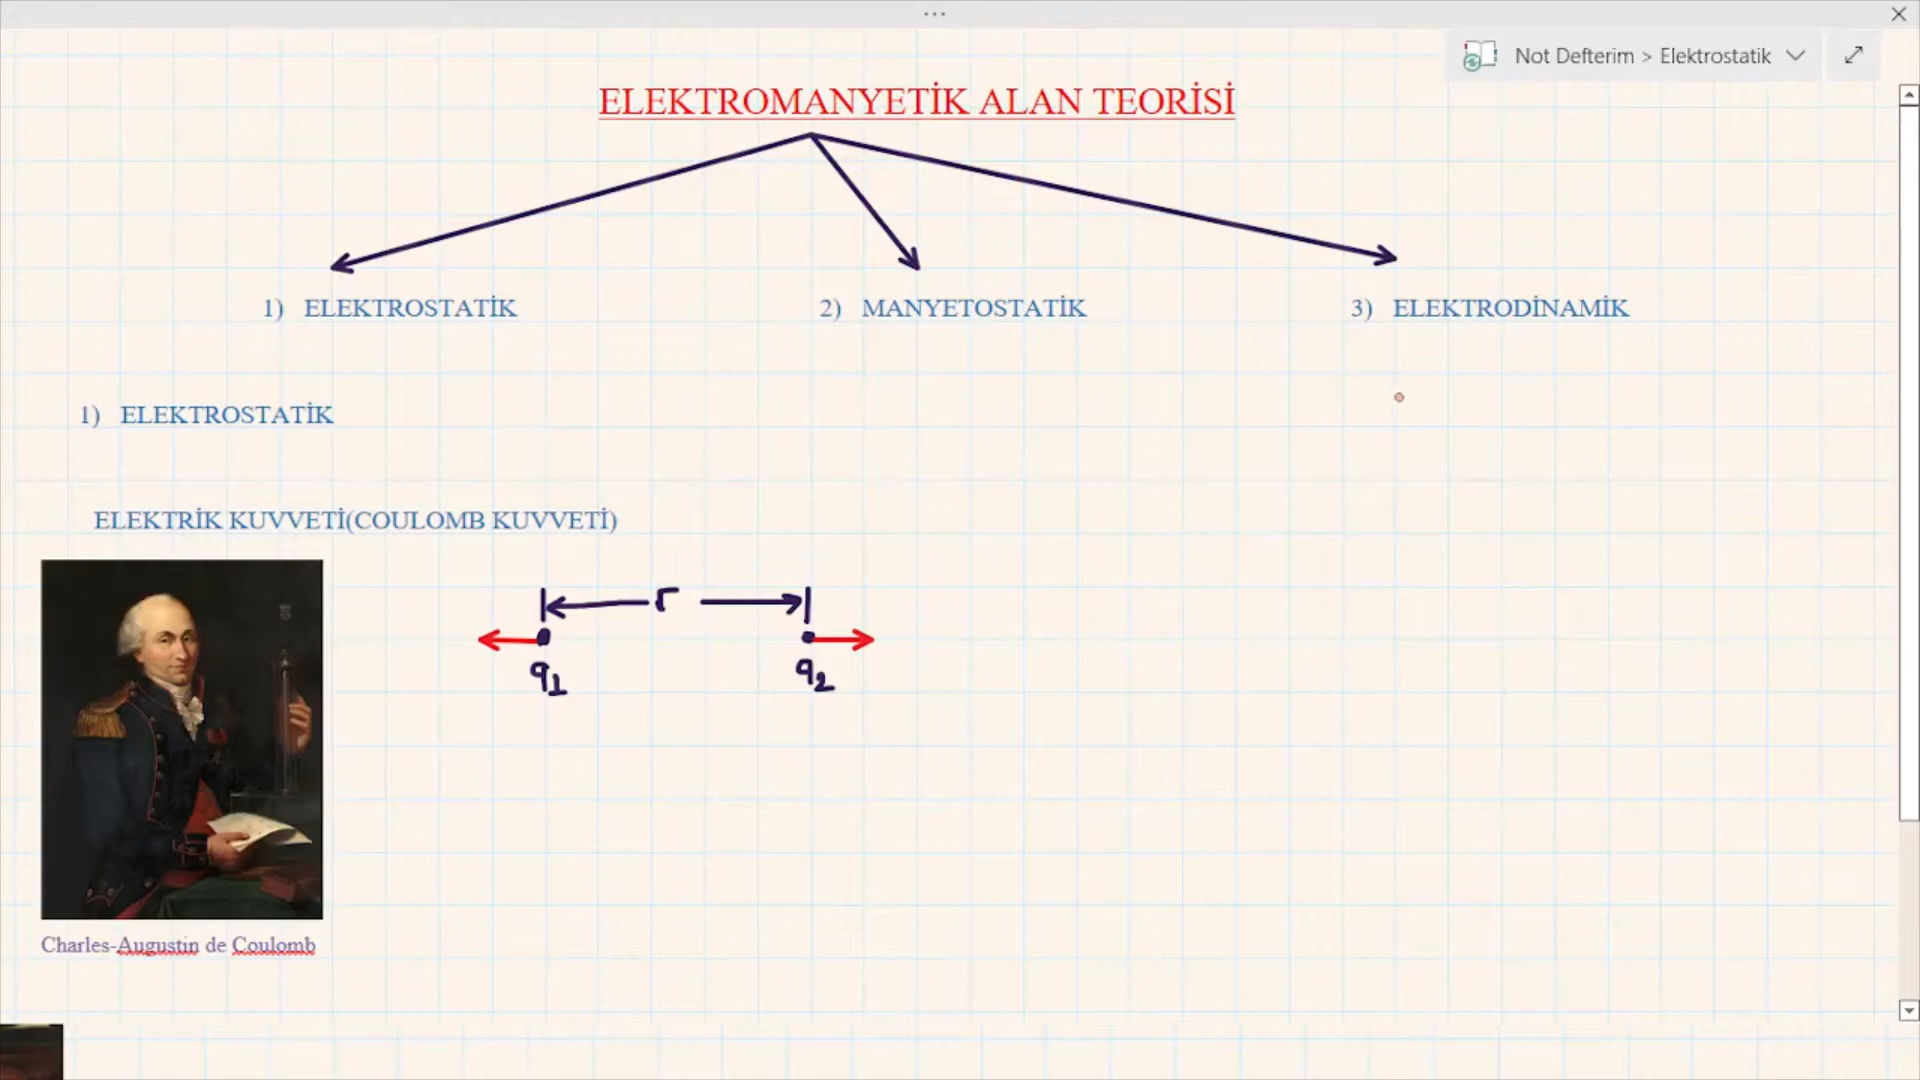 Not Defterim > Elektrostatik
ELEKTROMANYETİK ALAN TEORİSİ
1) ELEKTROSTATİK 2) MANYETOSTATİK 3) ELEKTRODİNAMİK
1) ELEKTROSTATİK
ELEKTRİK KUVVETİ(COULOMB KUVVETİ)
r
q1 q2
Charles-Augustin de Coulomb